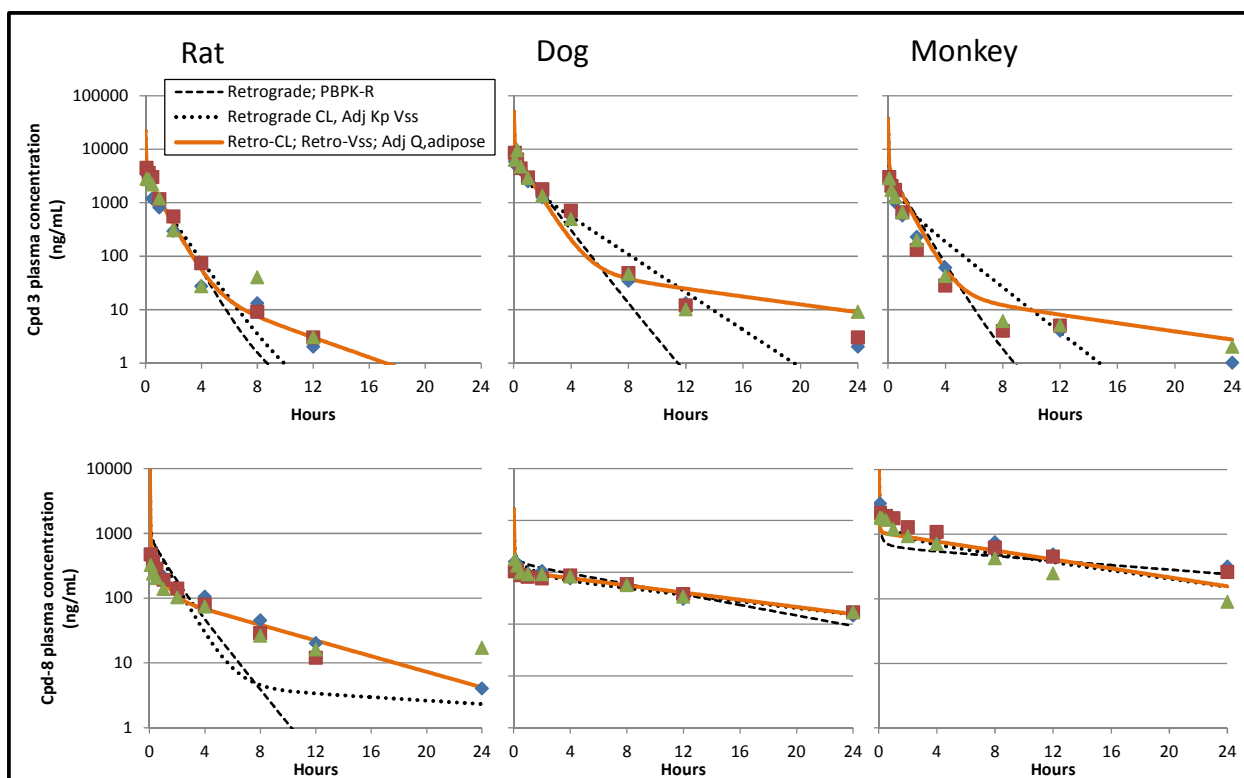 Rat
Dog
Monkey
Retrograde; PBPK-R
Retrograde CL, Adj Kp Vss
Retro-CL; Retro-Vss; Adj Q,adipose
Cpd 3 plasma concentration
(ng/mL)
100000
10000
1000
100
10
1
0 4 8 12 16 20 24
Hours
0 4 8 12 16 20 24
Hours
0 4 8 12 16 20 24
Hours
Cpd-8 plasma concentration
(ng/mL)
10000
1000
100
10
1
0 4 8 12 16 20 24
Hours
0 4 8 12 16 20 24
Hours
0 4 8 12 16 20 24
Hours